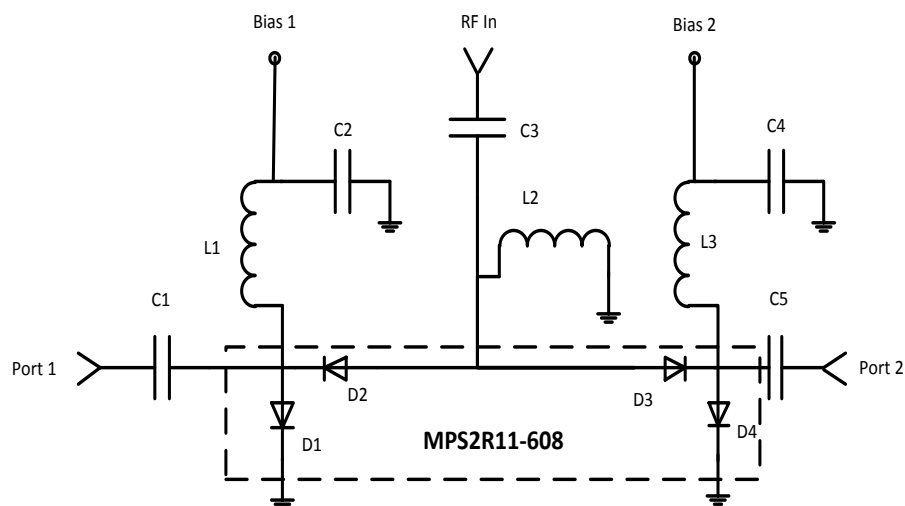 Bias 1
RF In
Bias 2
C2
C3
C4
L2
L1
L3
C1
C5
Port 1
Port 2
D2
D3
D1
MPS2R11-608
D4